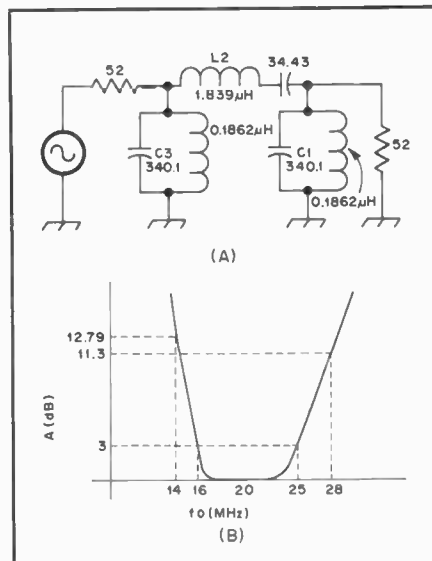 L2
34.43
52
1.839µH
0.1862µH
C3
340.1
C1
340.1
52
0.1862µH
(A)
12.79
11.3
A (dB)
3
14 16 20 25 28
fo (MHz)
(B)